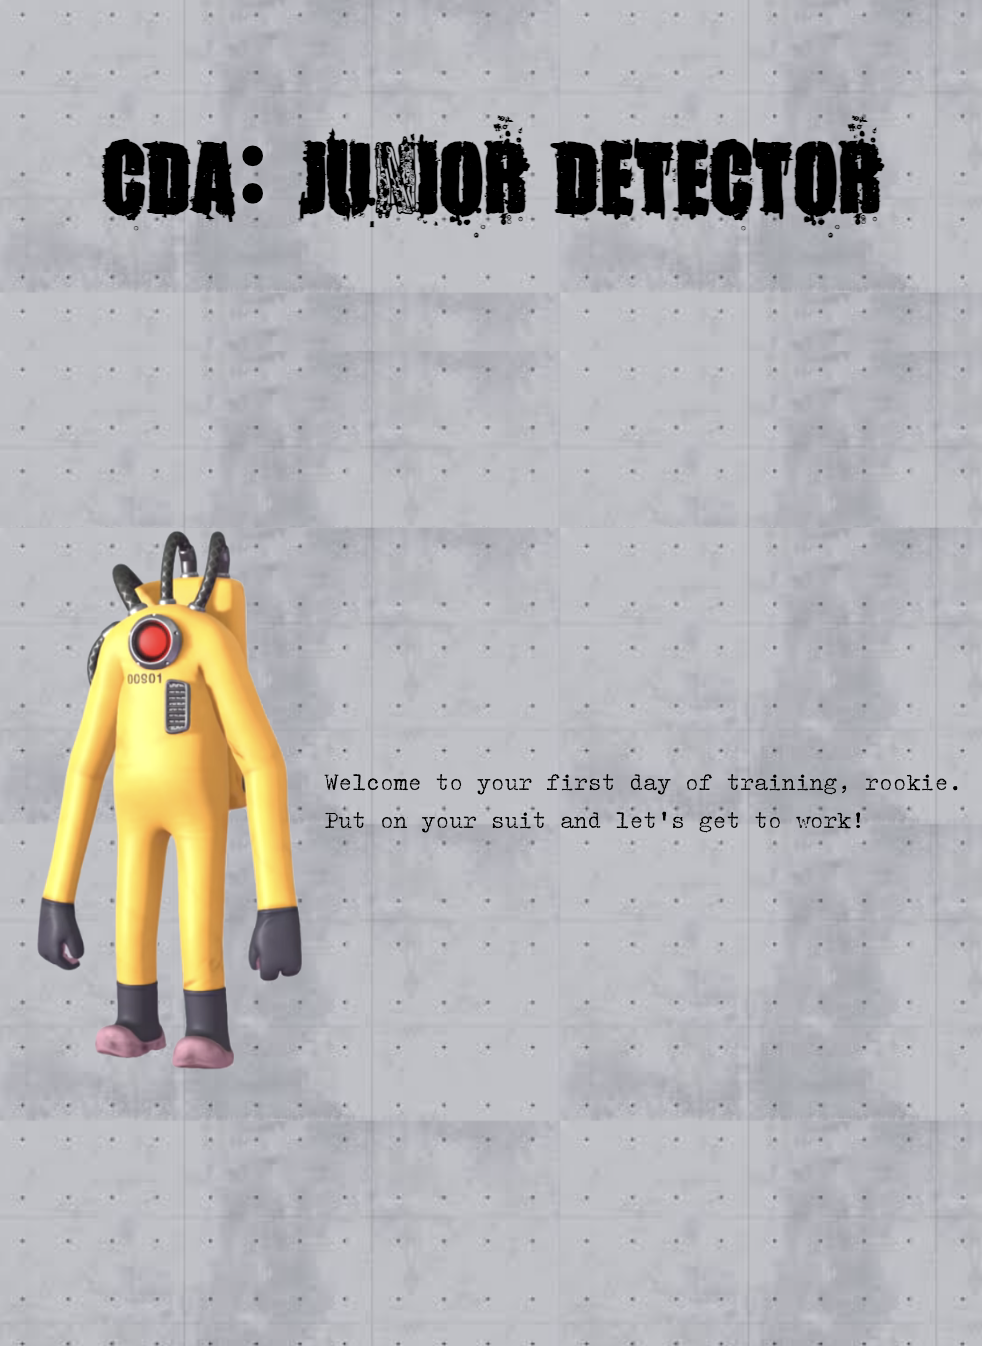 CDA: JUNIOR DETECTOR
00901
Welcome to your first day of training, rookie.
Put on your suit and let's get to work!